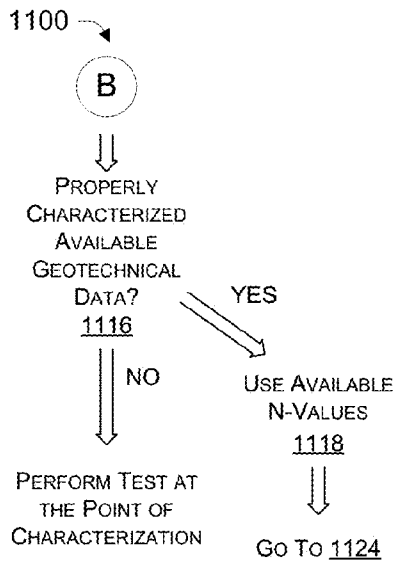 1100
B
PROPERLY
CHARACTERIZED
AVAILABLE
GEOTECHNICAL
DATA?
1116
YES
NO
USE AVAILABLE
N-VALUES
1118
PERFORM TEST AT
THE POINT OF
CHARACTERIZATION
GO TO 1124